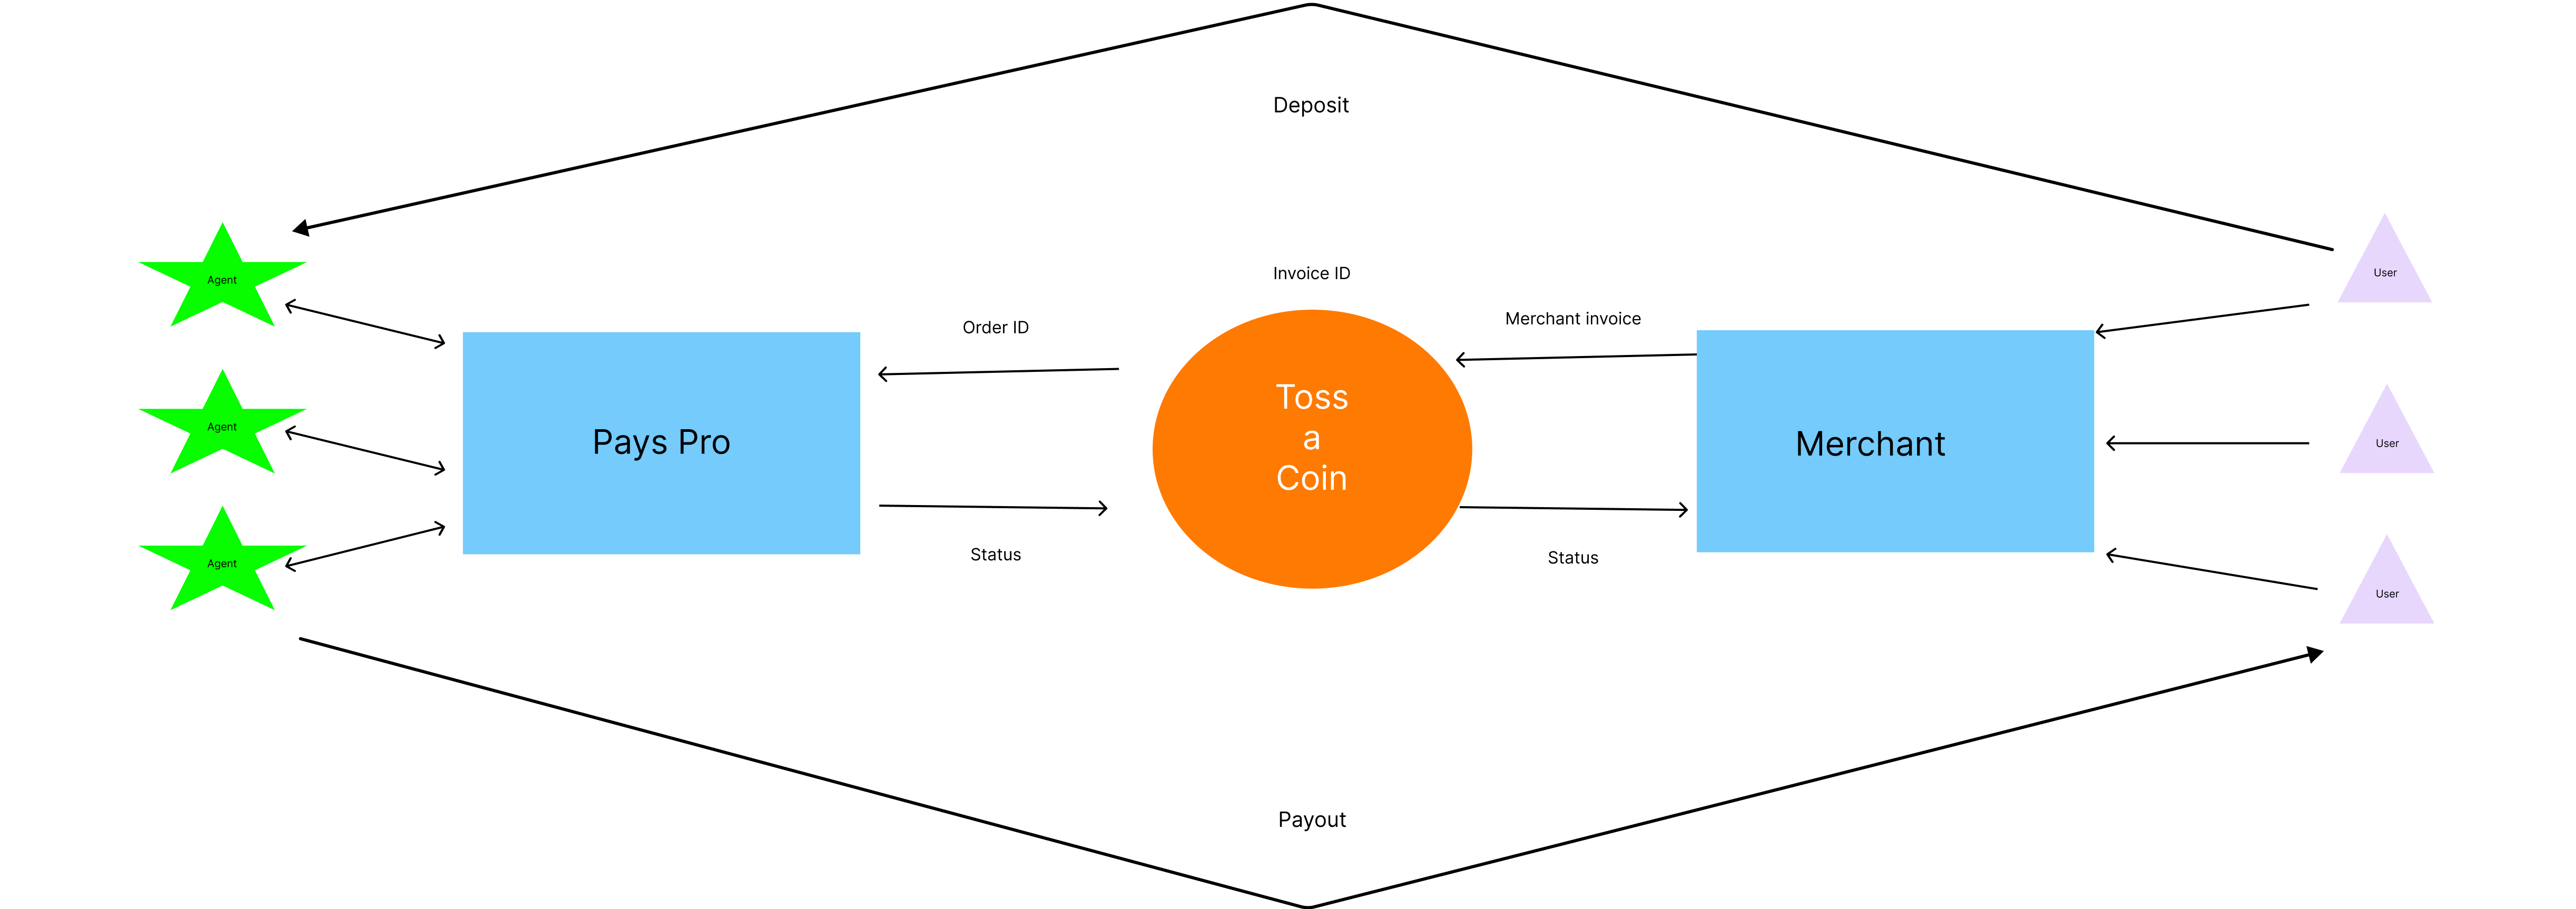 Deposit
Invoice ID
Merchant invoice
Order ID
Agent
Agent
Agent
Pays Pro
Toss
a
Coin
Merchant
User
User
User
Status
Status
Payout